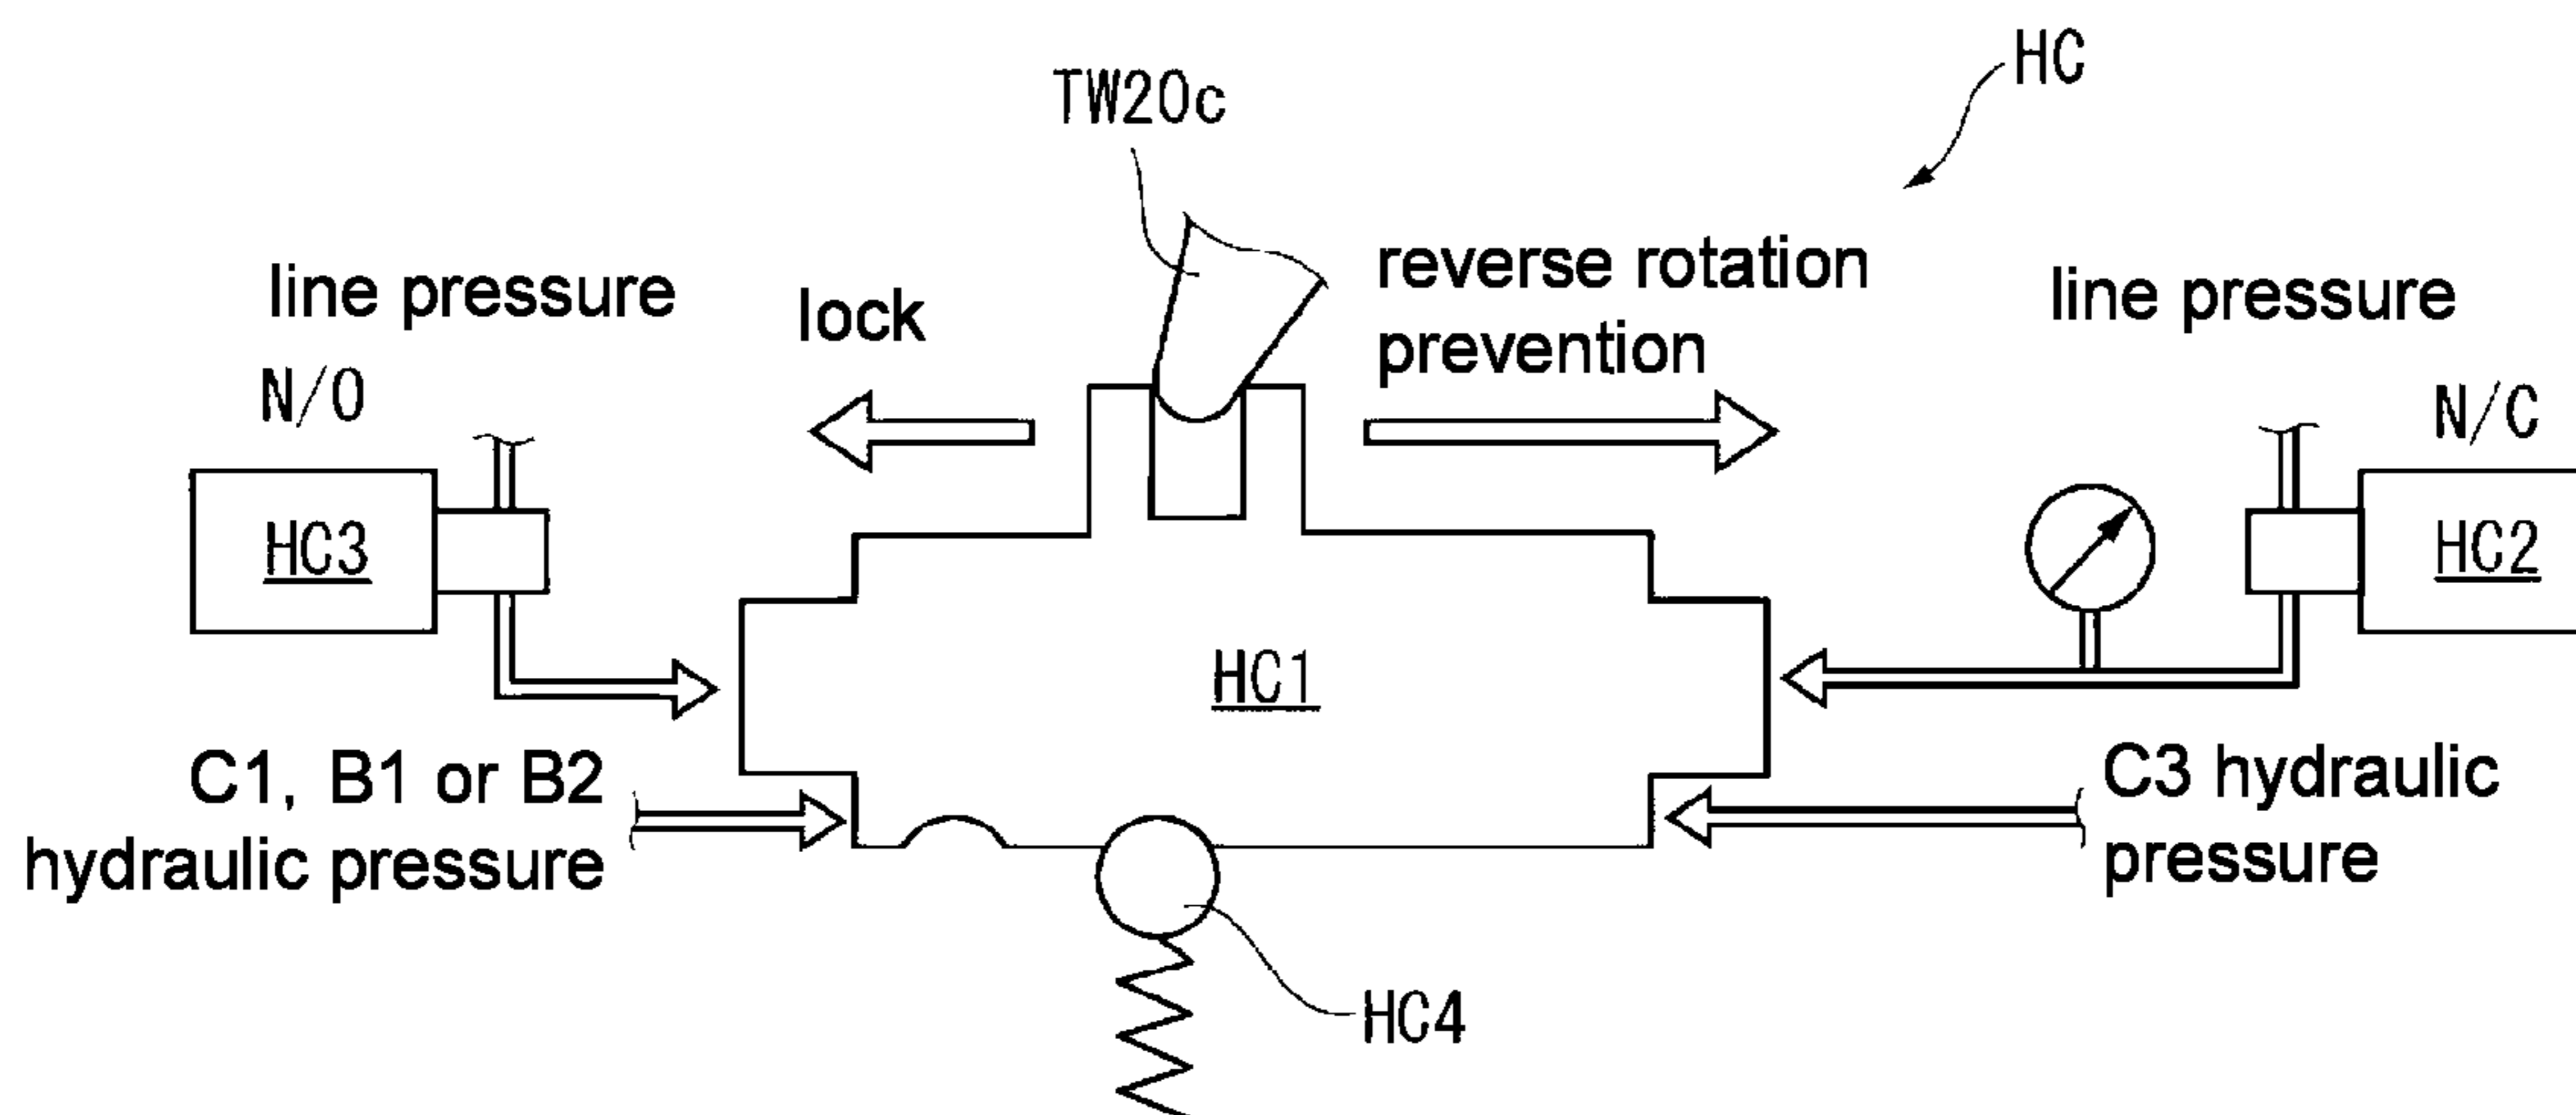 HC
TW20c
line pressure
lock
reverse rotation
prevention
line pressure
N/O
N/C
HC3
HC2
HC1
C1, B1 or B2
hydraulic pressure
C3 hydraulic
pressure
HC4